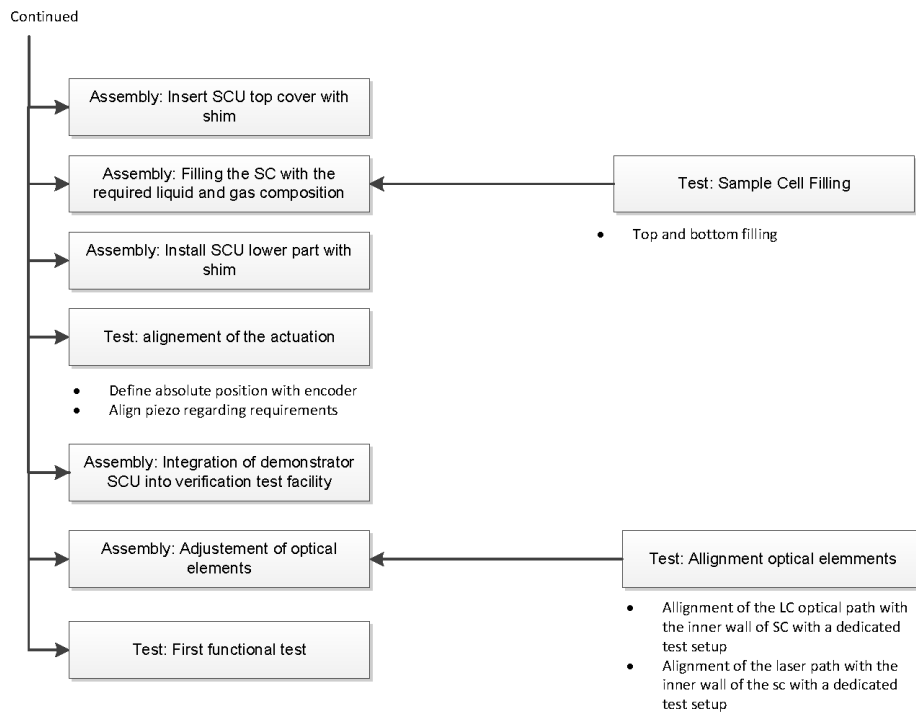 Continued
Assembly: Insert SCU top cover with
shim
Assembly: Filling the SC with the
required liquid and gas composition
Test: Sample Cell Filling
• Top and bottom filling
Assembly: Install SCU lower part with
shim
Test: alignement of the actuation
• Define absolute position with encoder
• Align piezo regarding requirements
Assembly: Integration of demonstrator
SCU into verification test facility
Assembly: Adjustement of optical
elements
Test: Allignment optical elemments
• Allignment of the LC optical path with
the inner wall of SC with a dedicated
test setup
• Alignment of the laser path with the
inner wall of the sc with a dedicated
test setup
Test: First functional test